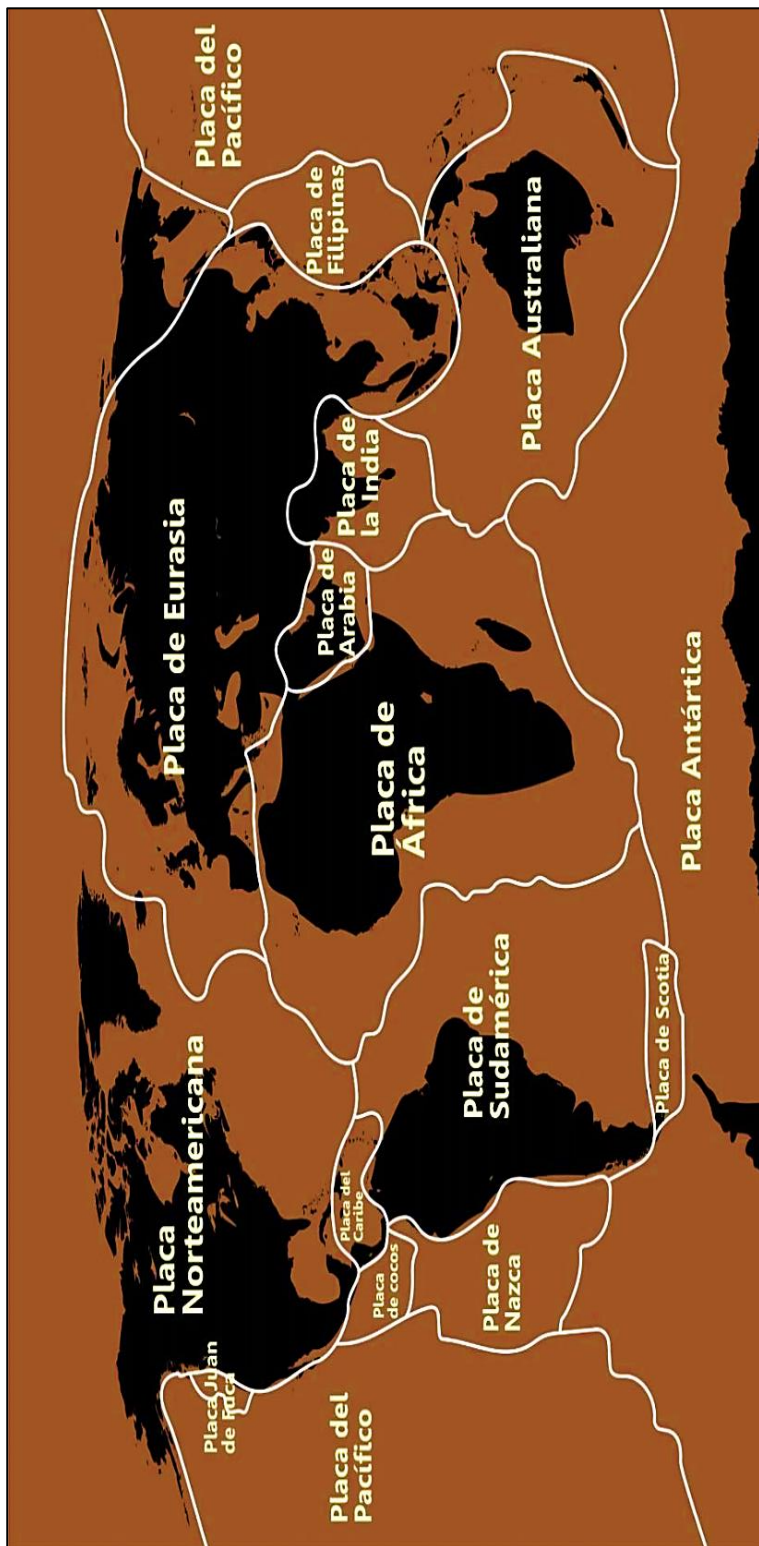 Placa Juan
de Fuca
Placa
Norteamericana
Placa de Eurasia
Placa del
Pacífico
Placa del
Pacífico
Placa
de cocos
Placa del
Caribe
Placa de
Nazca
Placa de
Sudamérica
Placa de Scotia
Placa de
África
Placa de
Arabia
Placa de
la India
Placa de
Filipinas
Placa Australiana
Placa Antártica